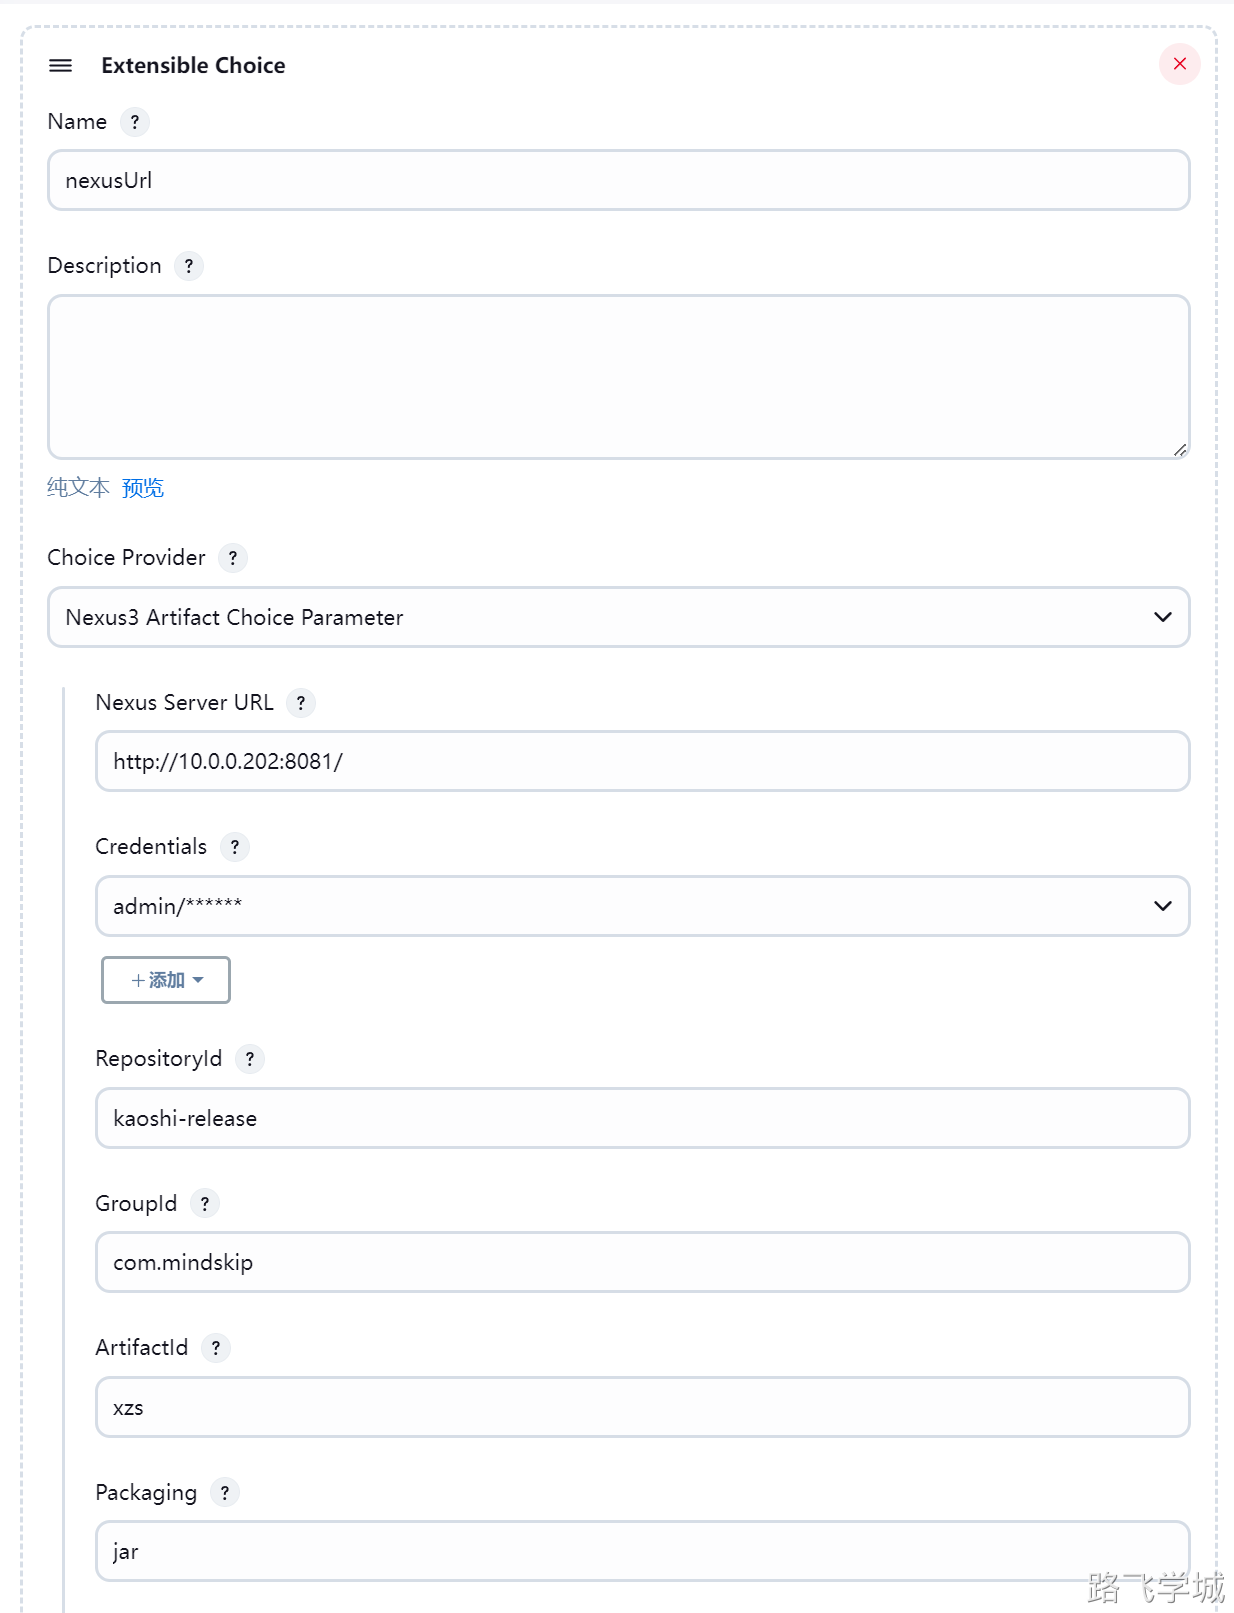 Extensible Choice
Name ?
nexusUrl
Description ?
纯文本 预览
Choice Provider ?
Nexus3 Artifact Choice Parameter
Nexus Server URL ?
http://10.0.0.202:8081/
Credentials ?
admin/******
+添加
RepositoryId ?
kaoshi-release
GroupId ?
com.mindskip
ArtifactId ?
xzs
Packaging ?
jar
路飞学城